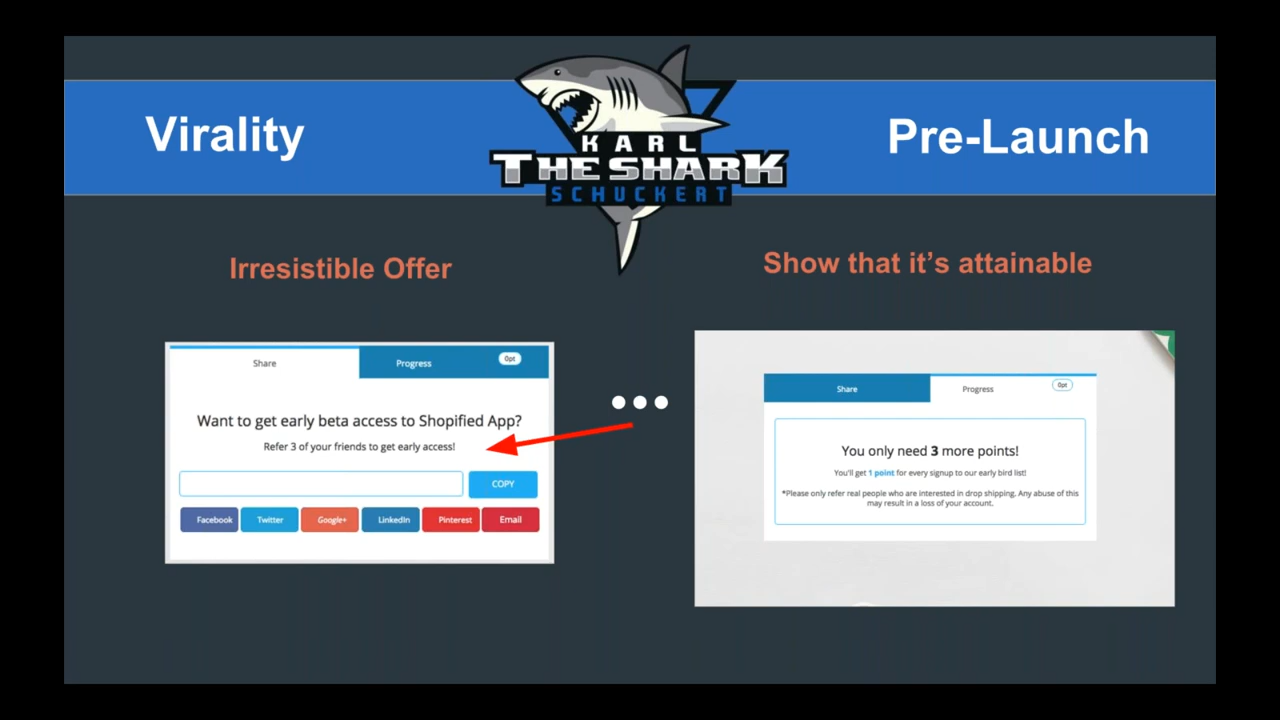 Virality
KARL
THE SHARK
SCHUCKERT
Pre-Launch
Irresistible Offer
Show that it's attainable
Share
Progress
0pt
Want to get early beta access to Shopified App?
Refer 3 of your friends to get early access!
COPY
Facebook
Twitter
Google+
LinkedIn
Pinterest
Email
Share
Progress
0pt
You only need 3 more points!
You'll get 1 point for every signup to our early bird list!
*Please only refer real people who are interested in drop shipping. Any abuse of this
may result in a loss of your account.